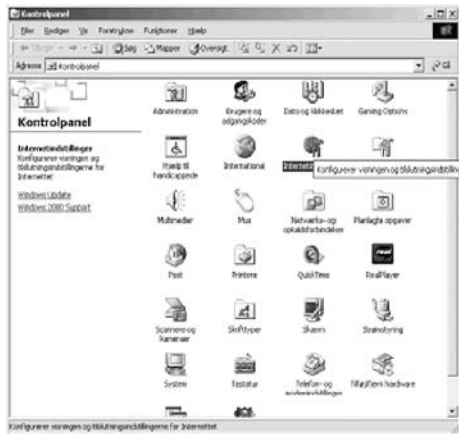 Kontrolpanel
Filer Rediger Vis Foretrukne Funktioner Hjælp
Søg Mapper Oversigt
Adresse Kontrolpanel
Kontrolpanel
Internetindstillinger
Konfigurerer visningen og
tilslutningsindstillingerne for
Internettet
Windows Update
Windows 2000 Support
Administration
Brugere og
adgangskoder
Dato og klokkeslæt
Gaming Options
Hjælp til
handicappede
International
Internet
Konfigurerer visningen og tilslutningsindstilling
Multimedier
Mus
Netværks- og
opkaldsforbindelser
Planlagte opgaver
Post
Printere
QuickTime
RealPlayer
Scannere og
kameraer
Skrifttyper
Skærm
Strømstyring
System
Tastatur
Telefon- og
modemindstillinger
Tilføj/fjern hardware
Konfigurerer visningen og tilslutningsindstillingerne for Internettet